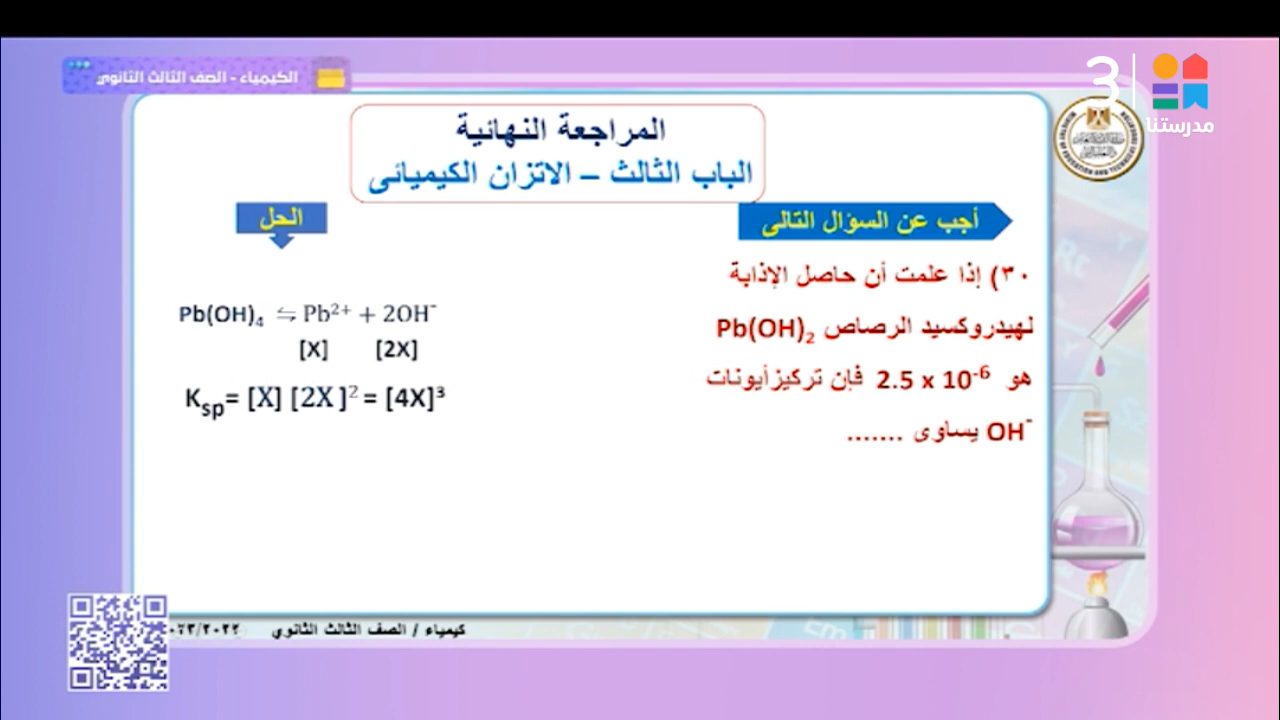 الكيمياء - الصف الثالث الثانوي
3
مدرستنا
المراجعة النهائية
الباب الثالث – الاتزان الكيميائى
أجب عن السؤال التالى
٣٠) إذا علمت أن حاصل الإذابة
لهيدروكسيد الرصاص Pb(OH)₂
هو 2.5 x 10⁻⁶ فإن تركيزأيونات
OH⁻ يساوى .......
الحل
Pb(OH)₄ ⇋ Pb²⁺ + 2OH⁻
[X] [2X]
Ksp= [X] [2X]² = [4X]³
كيمياء / الصف الثالث الثانوي